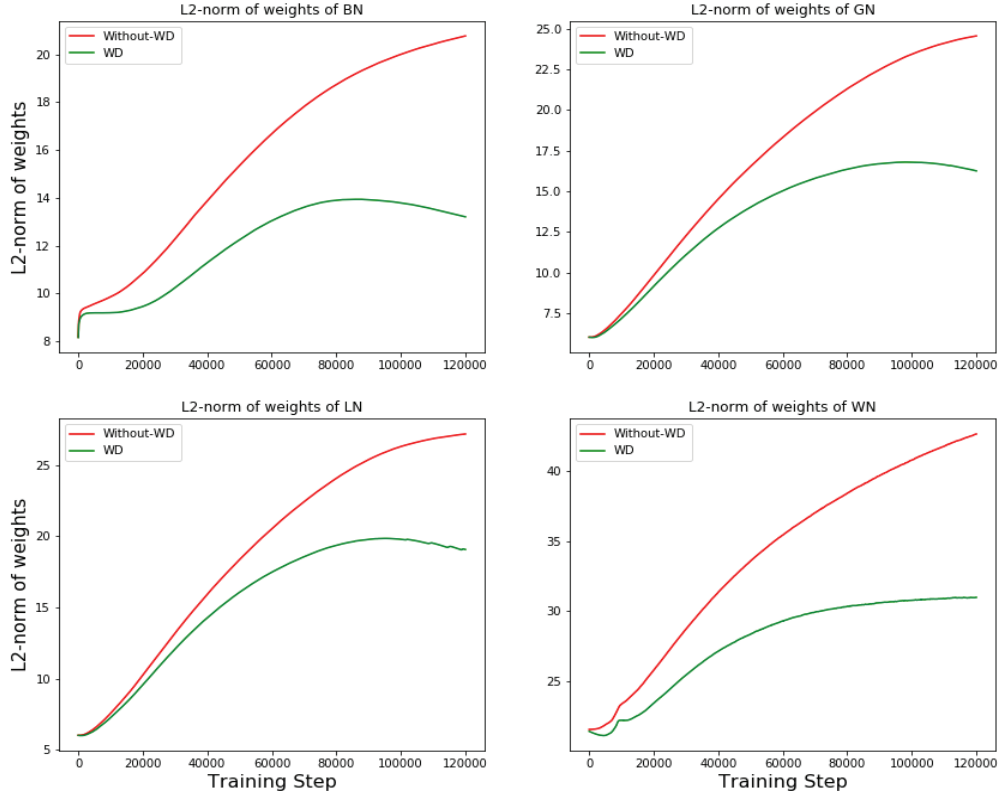 L2-norm of weights of BN
L2-norm of weights
20
18
16
14
12
10
8
Without-WD
WD
0 20000 40000 60000 80000 100000 120000
L2-norm of weights of GN
25.0
22.5
20.0
17.5
15.0
12.5
10.0
7.5
Without-WD
WD
0 20000 40000 60000 80000 100000 120000
L2-norm of weights of LN
L2-norm of weights
25
20
15
10
5
Without-WD
WD
0 20000 40000 60000 80000 100000 120000
Training Step
L2-norm of weights of WN
40
35
30
25
Without-WD
WD
0 20000 40000 60000 80000 100000 120000
Training Step